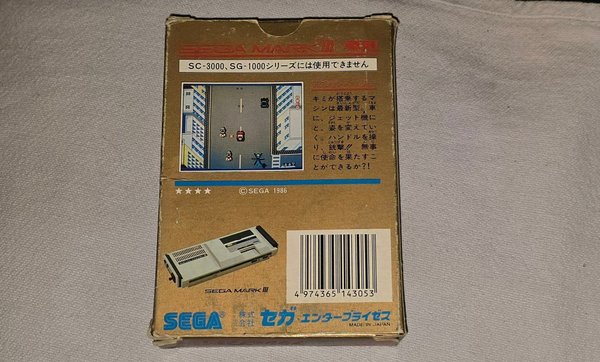 SEGA MARK III 専用
SC-3000、SG-1000シリーズには使用できません
キミが搭乗するマ
シンは最新型。車
に、ジェット機に
と、姿を変えてい
く。ハンドルを操
り、銃撃グ 無事
に使命を果たすこ
とができるか?!
★★★★
©SEGA 1986
SEGA MARK III
4 974365 143053
SEGA® 株式会社 セガ エンタープライゼス
MADE IN JAPAN